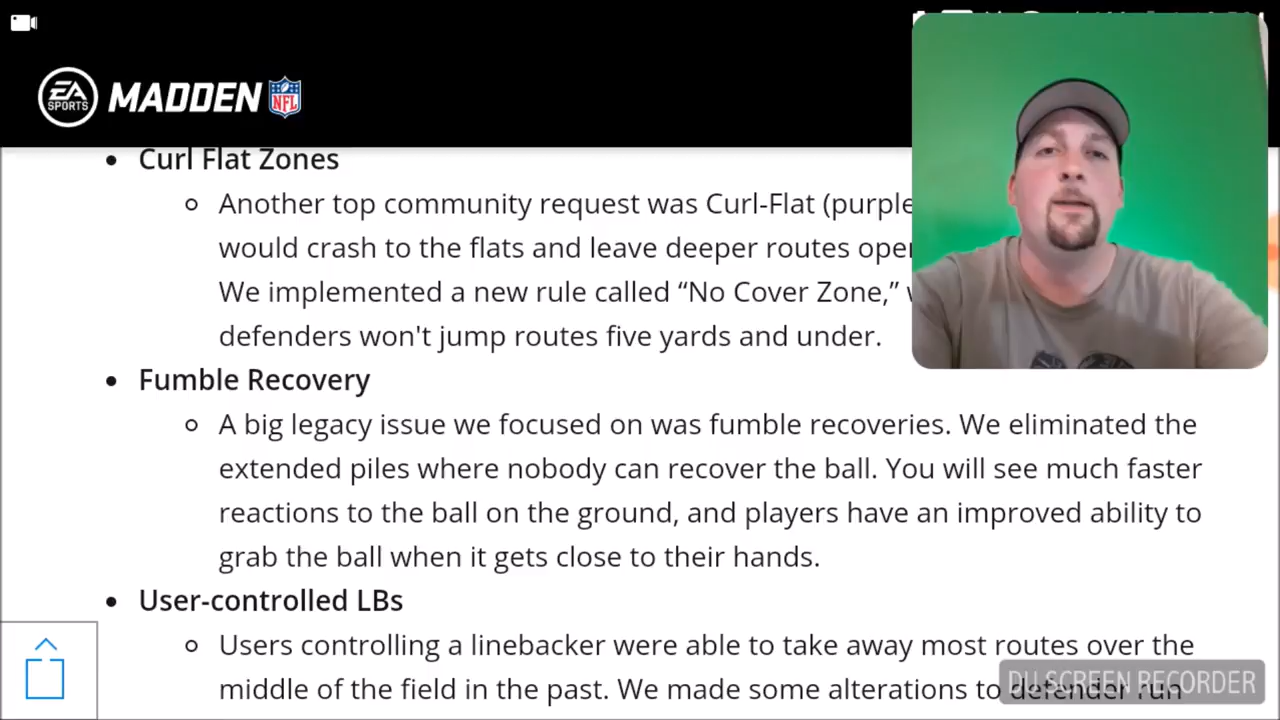 EA
SPORTS
MADDEN NFL
Curl Flat Zones
Another top community request was Curl-Flat (purple
would crash to the flats and leave deeper routes
We implemented a new rule called “No Cover Zone,”
defenders won't jump routes five yards and under.
Fumble Recovery
A big legacy issue we focused on was fumble recoveries. We eliminated the
extended piles where nobody can recover the ball. You will see much faster
reactions to the ball on the ground, and players have an improved ability to
grab the ball when it gets close to their hands.
User-controlled LBs
Users controlling a linebacker were able to take away most routes over the
middle of the field in the past. We made some alterations to defender run
DU SCREEN RECORDER